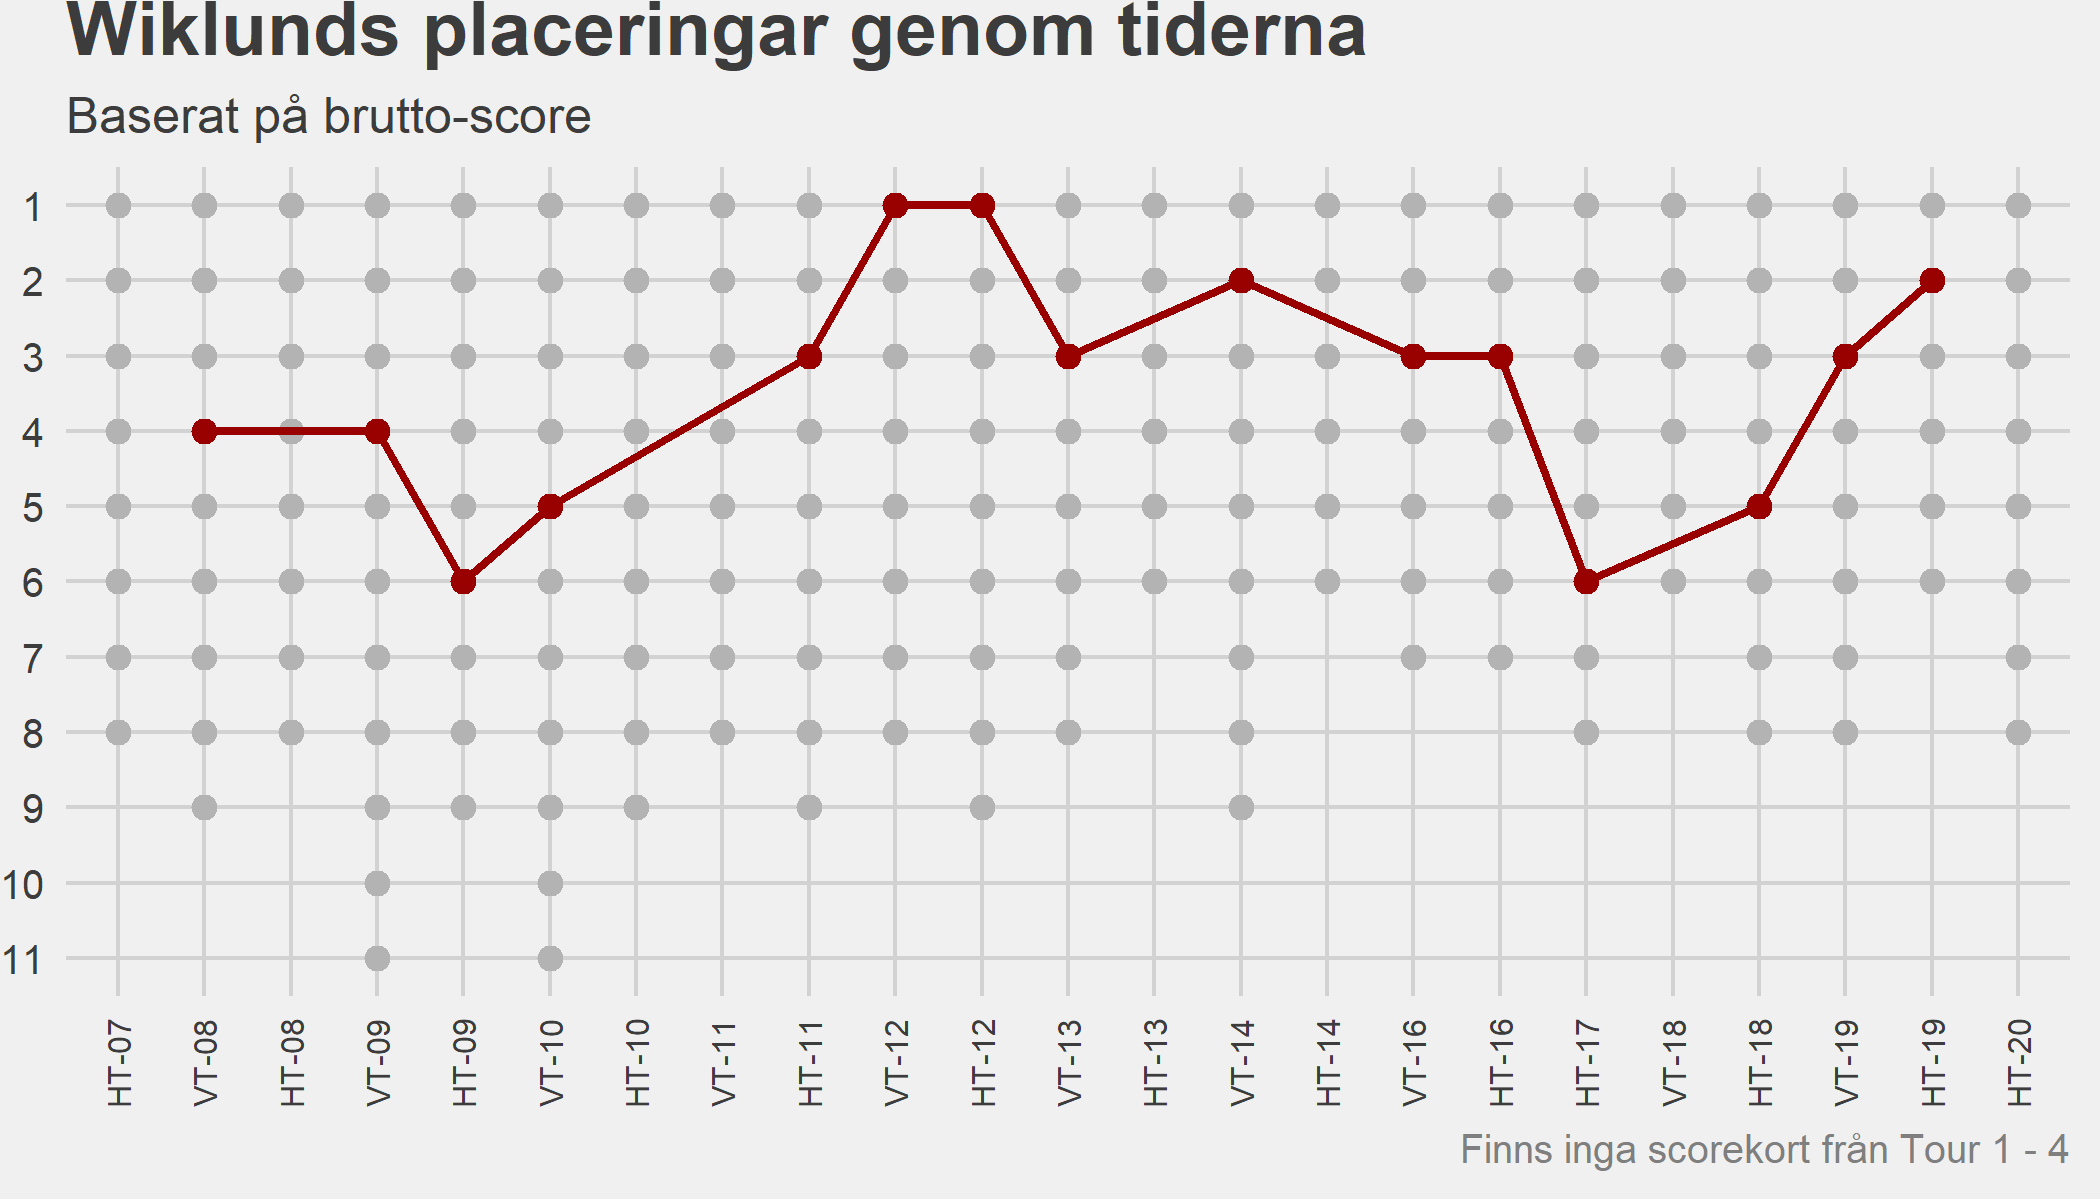 Wiklunds placeringar genom tiderna
Baserat på brutto-score
1
2
3
4
5
6
7
8
9
10
11
HT-07
VT-08
HT-08
VT-09
HT-09
VT-10
HT-10
VT-11
HT-11
VT-12
HT-12
VT-13
HT-13
VT-14
HT-14
VT-16
HT-16
HT-17
VT-18
HT-18
VT-19
HT-19
HT-20
Finns inga scorekort från Tour 1 - 4